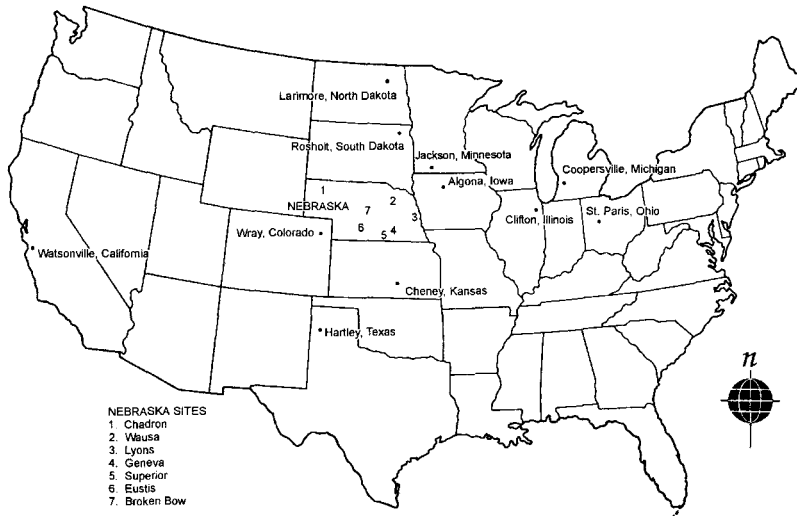 Larimore, North Dakota
Rosholt, South Dakota
Jackson, Minnesota
Coopersville, Michigan
Algona, Iowa
1
2
NEBRASKA
7
3
Clifton, Illinois
St. Paris, Ohio
6
5
4
Wray, Colorado
Watsonville, California
Cheney, Kansas
Hartley, Texas
n
NEBRASKA SITES
1. Chadron
2. Wausa
3. Lyons
4. Geneva
5. Superior
6. Eustis
7. Broken Bow